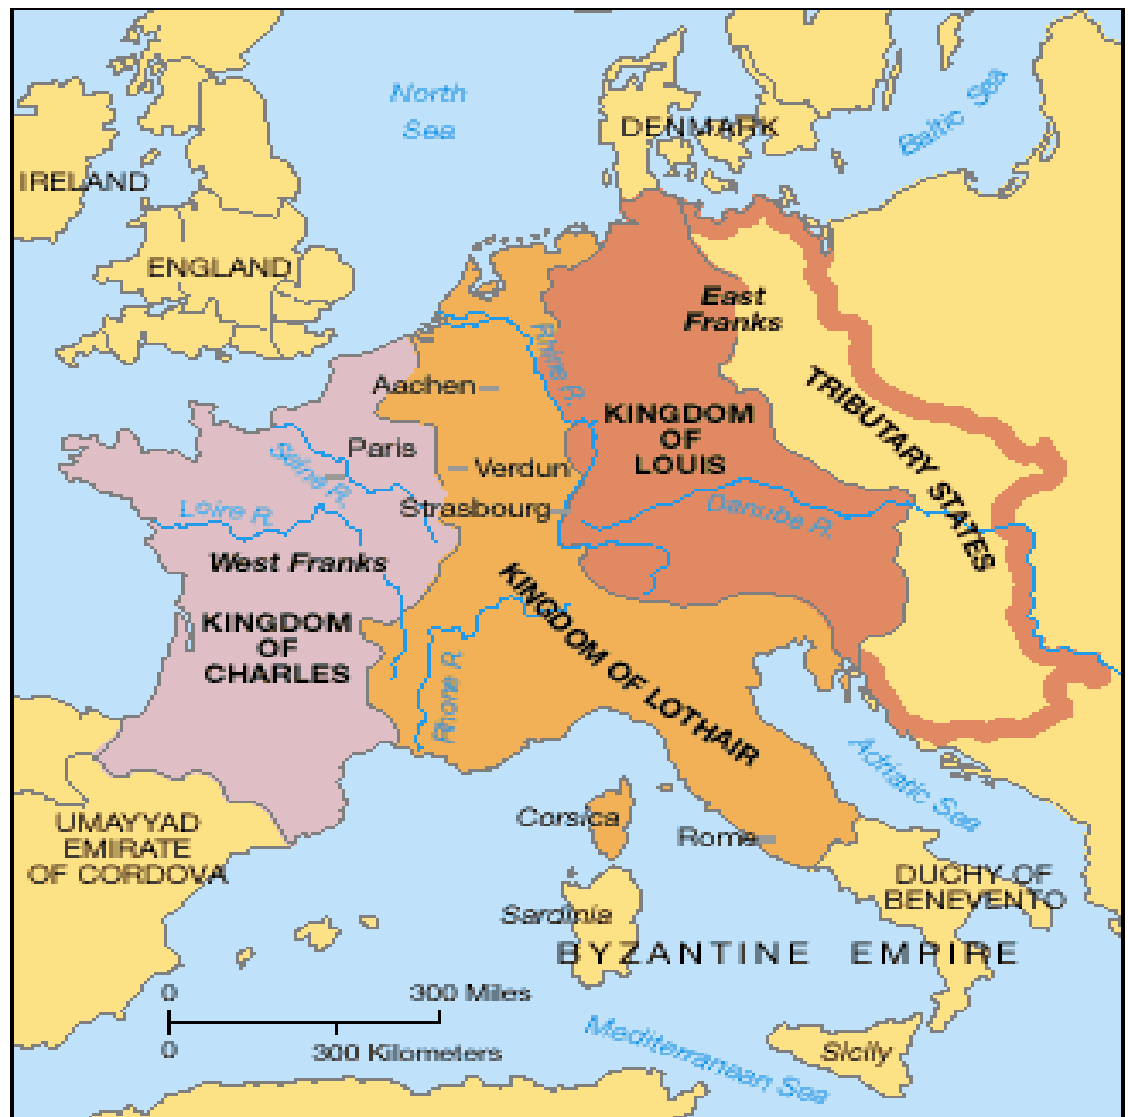 North
Sea
Baltic Sea
DENMARK
IRELAND
ENGLAND
East
Franks
Rhine R.
TRIBUTARY STATES
Aachen
KINGDOM
OF
LOUIS
Paris
Seine R.
Verdun
Strasbourg
Loire R.
Danube R.
West Franks
KINGDOM
OF
CHARLES
KINGDOM OF LOTHAIR
Rhone R.
Adriatic Sea
UMAYYAD
EMIRATE
OF CORDOVA
Corsica
Rome
DUCHY OF
BENEVENTO
Sardinia
BYZANTINE EMPIRE
0 300 Miles
0 300 Kilometers
Mediterranean Sea
Sicily